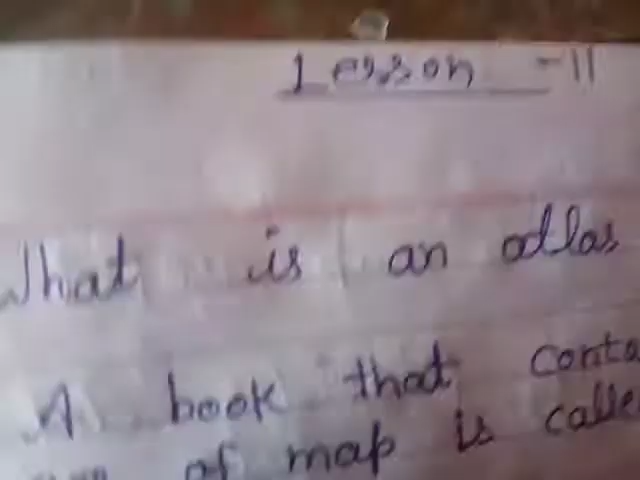 Lesson - 11
What is an atlas
A book that conta
of map is calle